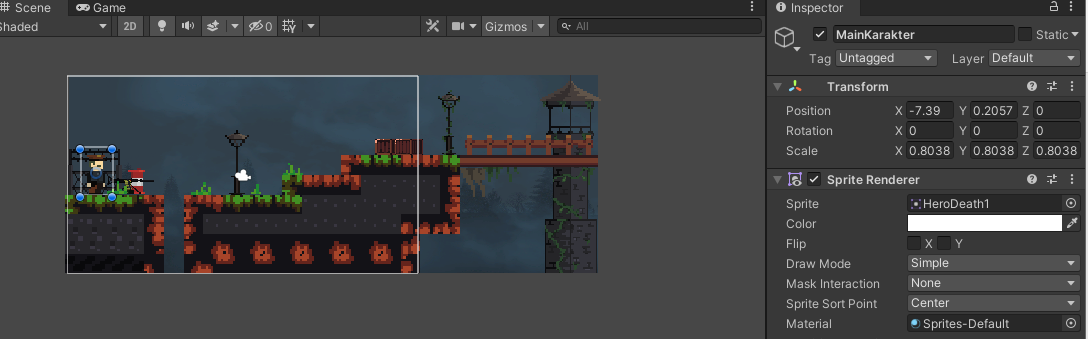 Scene Game
Shaded 2D 0 Gizmos All
Inspector
MainKarakter Static
Tag Untagged Layer Default
Transform
Position X -7.39 Y 0.2057 Z 0
Rotation X 0 Y 0 Z 0
Scale X 0.8038 Y 0.8038 Z 0.8038
Sprite Renderer
Sprite HeroDeath1
Color
Flip X Y
Draw Mode Simple
Mask Interaction None
Sprite Sort Point Center
Material Sprites-Default